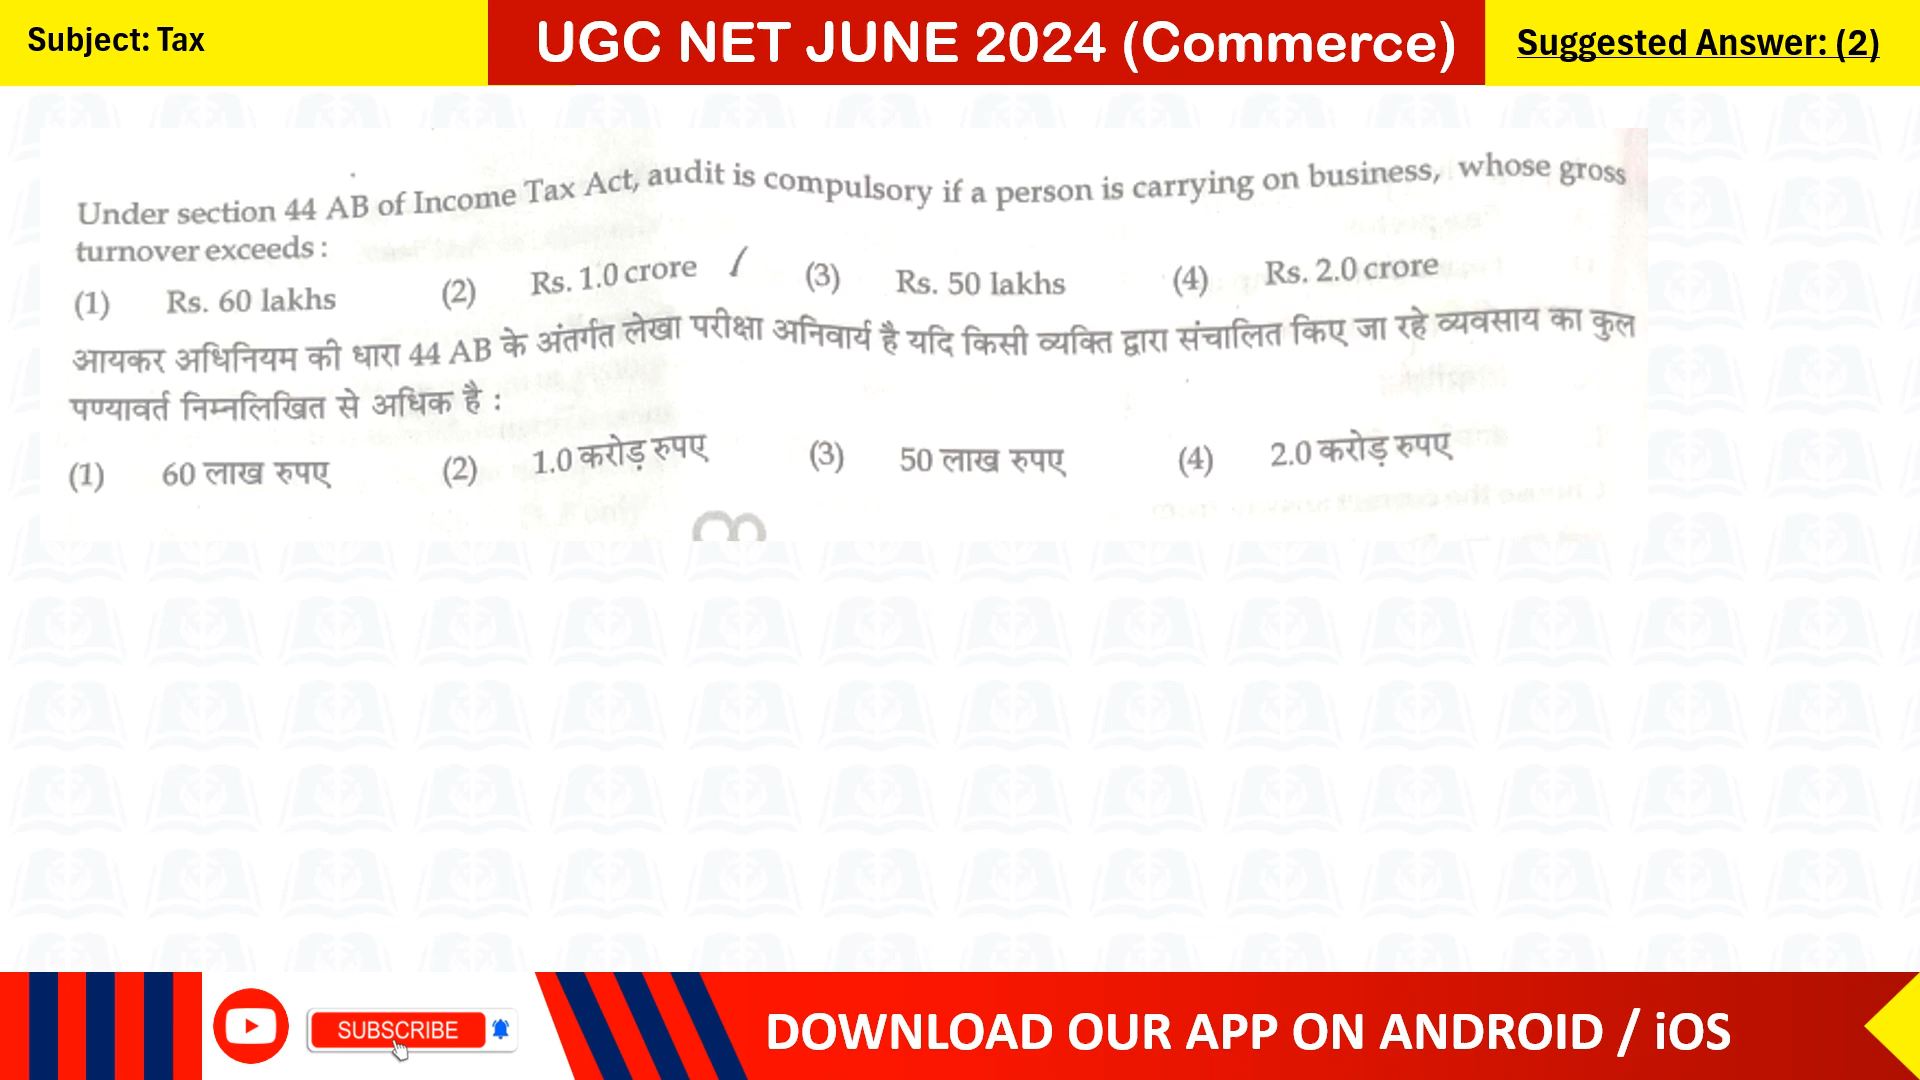 Subject: Tax
UGC NET JUNE 2024 (Commerce)
Suggested Answer: (2)
Under section 44 AB of Income Tax Act, audit is compulsory if a person is carrying on business, whose gross
turnover exceeds :
(1) Rs. 60 lakhs (2) Rs. 1.0 crore (3) Rs. 50 lakhs (4) Rs. 2.0 crore
आयकर अधिनियम की धारा 44 AB के अंतर्गत लेखा परीक्षा अनिवार्य है यदि किसी व्यक्ति द्वारा संचालित किए जा रहे व्यवसाय का कुल
पण्यावर्त निम्नलिखित से अधिक है :
(1) 60 लाख रुपए (2) 1.0 करोड़ रुपए (3) 50 लाख रुपए (4) 2.0 करोड़ रुपए
SUBSCRIBE
DOWNLOAD OUR APP ON ANDROID / iOS